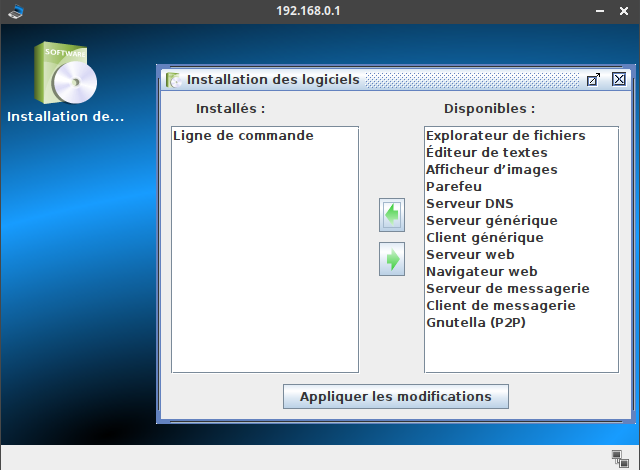 192.168.0.1
SOFTWARE
Installation de...
Installation des logiciels
Installés :
Disponibles :
Ligne de commande
Explorateur de fichiers
Éditeur de textes
Afficheur d’images
Parefeu
Serveur DNS
Serveur générique
Client générique
Serveur web
Navigateur web
Serveur de messagerie
Client de messagerie
Gnutella (P2P)
Appliquer les modifications